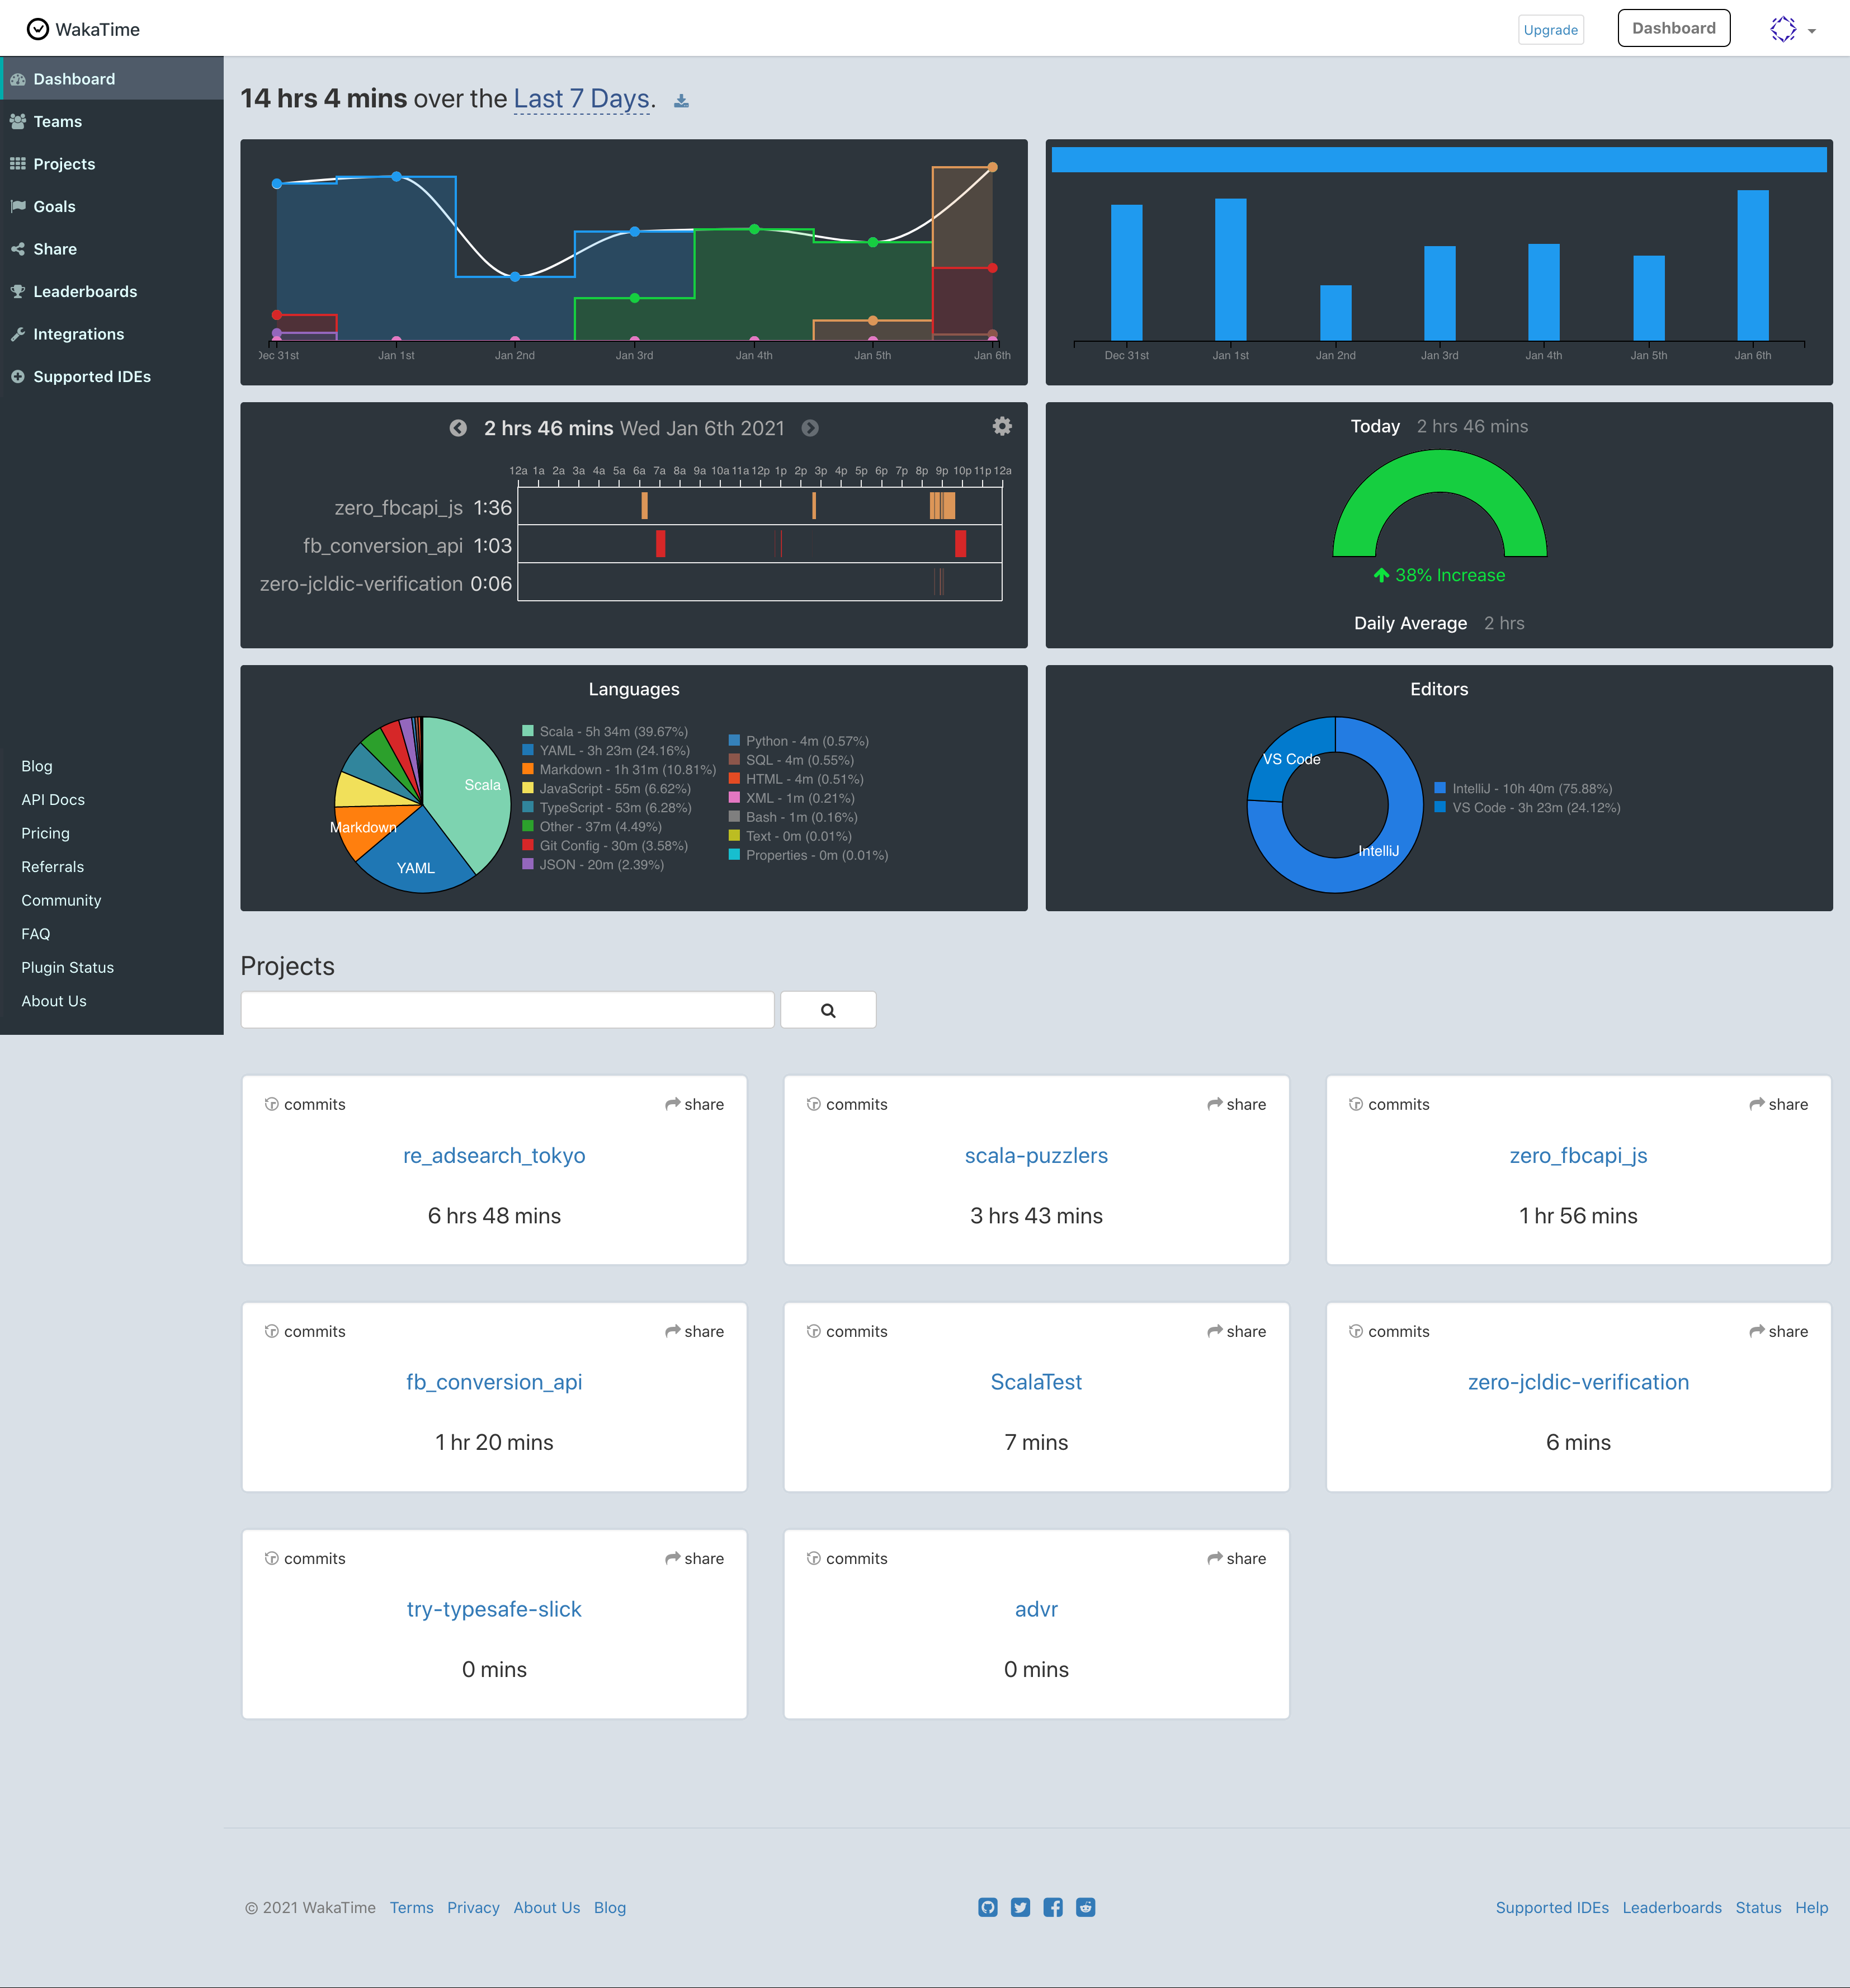 WakaTime
Upgrade
Dashboard
Dashboard
Teams
Projects
Goals
Share
Leaderboards
Integrations
Supported IDEs
Blog
API Docs
Pricing
Referrals
Community
FAQ
Plugin Status
About Us
14 hrs 4 mins over the Last 7 Days.
Dec 31st Jan 1st Jan 2nd Jan 3rd Jan 4th Jan 5th Jan 6th
Dec 31st Jan 1st Jan 2nd Jan 3rd Jan 4th Jan 5th Jan 6th
2 hrs 46 mins Wed Jan 6th 2021
12a 1a 2a 3a 4a 5a 6a 7a 8a 9a 10a 11a 12p 1p 2p 3p 4p 5p 6p 7p 8p 9p 10p 11p 12a
zero_fbcapi_js 1:36
fb_conversion_api 1:03
zero-jcldic-verification 0:06
Today 2 hrs 46 mins
38% Increase
Daily Average 2 hrs
Languages
Scala
Markdown
YAML
Scala - 5h 34m (39.67%)
YAML - 3h 23m (24.16%)
Markdown - 1h 31m (10.81%)
JavaScript - 55m (6.62%)
TypeScript - 53m (6.28%)
Other - 37m (4.49%)
Git Config - 30m (3.58%)
JSON - 20m (2.39%)
Python - 4m (0.57%)
SQL - 4m (0.55%)
HTML - 4m (0.51%)
XML - 1m (0.21%)
Bash - 1m (0.16%)
Text - 0m (0.01%)
Properties - 0m (0.01%)
Editors
VS Code
IntelliJ
IntelliJ - 10h 40m (75.88%)
VS Code - 3h 23m (24.12%)
Projects
commits share
re_adsearch_tokyo
6 hrs 48 mins
commits share
scala-puzzlers
3 hrs 43 mins
commits share
zero_fbcapi_js
1 hr 56 mins
commits share
fb_conversion_api
1 hr 20 mins
commits share
ScalaTest
7 mins
commits share
zero-jcldic-verification
6 mins
commits share
try-typesafe-slick
0 mins
commits share
advr
0 mins
© 2021 WakaTime Terms Privacy About Us Blog
Supported IDEs Leaderboards Status Help